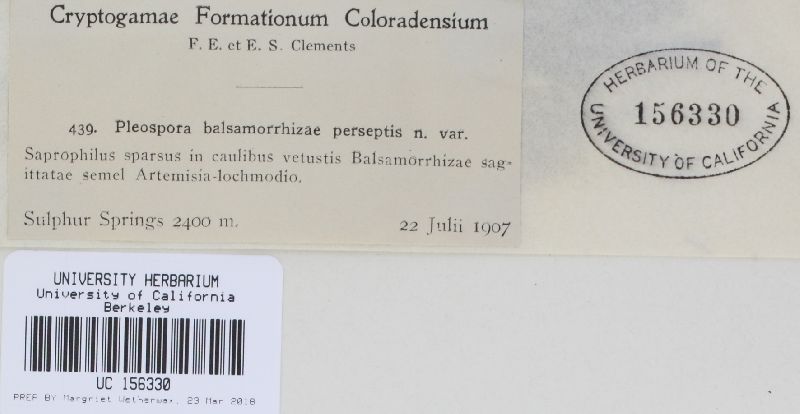 Cryptogamae Formationum Coloradensium
F. E. et E. S. Clements
439. Pleospora balsamorrhizae perseptis n. var.
Saprophilus sparsus in caulibus vetustis Balsamorrhizae sag-
ittatae semel Artemisia-lochmodio.
Sulphur Springs 2400 m.
22 Julii 1907
HERBARIUM OF THE
156330
UNIVERSITY OF CALIFORNIA
UNIVERSITY HERBARIUM
University of California
Berkeley
UC 156330
PREP BY Margriet Wetherwax, 23 Mar 2018